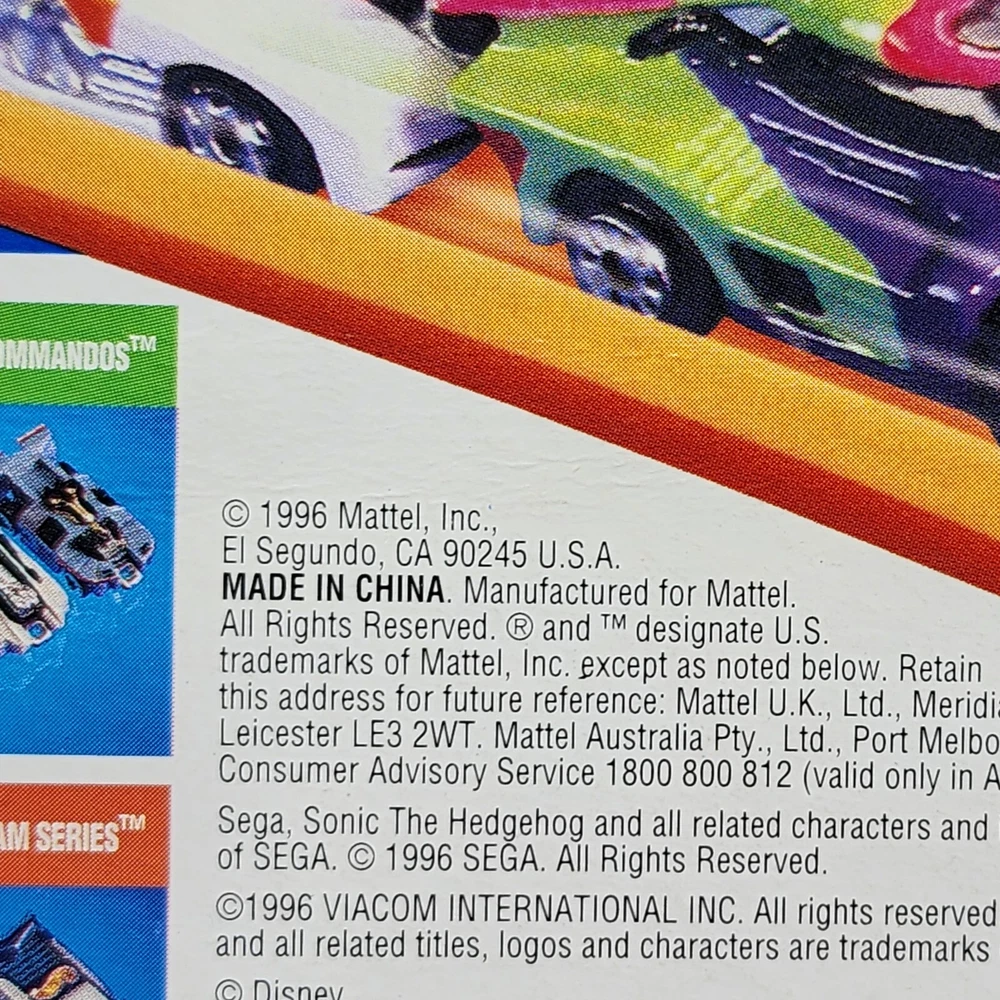 OMMANDOS™
© 1996 Mattel, Inc.,
El Segundo, CA 90245 U.S.A.
MADE IN CHINA. Manufactured for Mattel.
All Rights Reserved. ® and ™ designate U.S.
trademarks of Mattel, Inc. except as noted below. Retain
this address for future reference: Mattel U.K., Ltd., Meridia
Leicester LE3 2WT. Mattel Australia Pty., Ltd., Port Melbo
Consumer Advisory Service 1800 800 812 (valid only in A
AM SERIES™
Sega, Sonic The Hedgehog and all related characters and
of SEGA. © 1996 SEGA. All Rights Reserved.
©1996 VIACOM INTERNATIONAL INC. All rights reserved
and all related titles, logos and characters are trademarks
© Disney